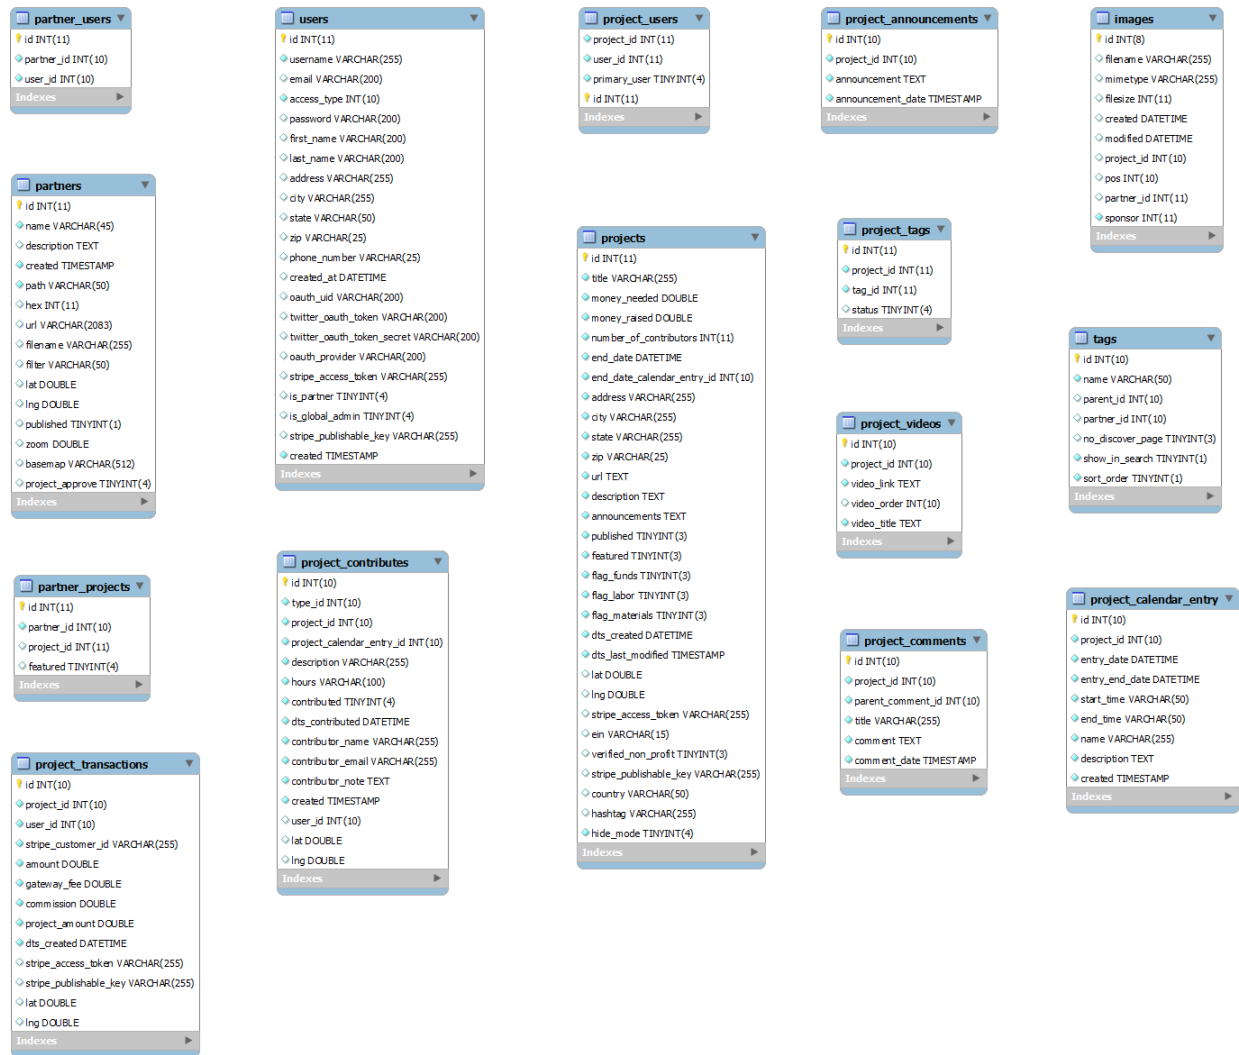 partner_users
id INT(11)
partner_id INT(10)
user_id INT(10)
Indexes
partners
id INT(11)
name VARCHAR(45)
description TEXT
created TIMESTAMP
path VARCHAR(50)
hex INT(11)
url VARCHAR(2083)
filename VARCHAR(255)
filter VARCHAR(50)
lat DOUBLE
lng DOUBLE
published TINYINT(1)
zoom DOUBLE
basemap VARCHAR(512)
project_approve TINYINT(4)
Indexes
partner_projects
id INT(11)
partner_id INT(10)
project_id INT(11)
featured TINYINT(4)
Indexes
project_transactions
id INT(10)
project_id INT(10)
user_id INT(10)
stripe_customer_id VARCHAR(255)
amount DOUBLE
gateway_fee DOUBLE
commission DOUBLE
project_amount DOUBLE
dts_created DATETIME
stripe_access_token VARCHAR(255)
stripe_publishable_key VARCHAR(255)
lat DOUBLE
lng DOUBLE
Indexes
users
id INT(11)
username VARCHAR(255)
email VARCHAR(200)
access_type INT(10)
password VARCHAR(200)
first_name VARCHAR(200)
last_name VARCHAR(200)
address VARCHAR(255)
city VARCHAR(255)
state VARCHAR(50)
zip VARCHAR(25)
phone_number VARCHAR(25)
created_at DATETIME
oauth_uid VARCHAR(200)
twitter_oauth_token VARCHAR(200)
twitter_oauth_token_secret VARCHAR(200)
oauth_provider VARCHAR(200)
stripe_access_token VARCHAR(255)
is_partner TINYINT(4)
is_global_admin TINYINT(4)
stripe_publishable_key VARCHAR(255)
created TIMESTAMP
Indexes
project_contributes
id INT(10)
type_id INT(10)
project_id INT(10)
project_calendar_entry_id INT(10)
description VARCHAR(255)
hours VARCHAR(100)
contributed TINYINT(4)
dts_contributed DATETIME
contributor_name VARCHAR(255)
contributor_email VARCHAR(255)
contributor_note TEXT
created TIMESTAMP
user_id INT(10)
lat DOUBLE
lng DOUBLE
Indexes
project_users
project_id INT(11)
user_id INT(11)
primary_user TINYINT(4)
id INT(11)
Indexes
projects
id INT(11)
title VARCHAR(255)
money_needed DOUBLE
money_raised DOUBLE
number_of_contributors INT(11)
end_date DATETIME
end_date_calendar_entry_id INT(10)
address VARCHAR(255)
city VARCHAR(255)
state VARCHAR(255)
zip VARCHAR(25)
url TEXT
description TEXT
announcements TEXT
published TINYINT(3)
featured TINYINT(3)
flag_funds TINYINT(3)
flag_labor TINYINT(3)
flag_materials TINYINT(3)
dts_created DATETIME
dts_last_modified TIMESTAMP
lat DOUBLE
lng DOUBLE
stripe_access_token VARCHAR(255)
ein VARCHAR(15)
verified_non_profit TINYINT(3)
stripe_publishable_key VARCHAR(255)
country VARCHAR(50)
hashtag VARCHAR(255)
hide_mode TINYINT(4)
Indexes
project_announcements
id INT(10)
project_id INT(10)
announcement TEXT
announcement_date TIMESTAMP
Indexes
project_tags
id INT(11)
project_id INT(11)
tag_id INT(11)
status TINYINT(4)
Indexes
project_videos
id INT(10)
project_id INT(10)
video_link TEXT
video_order INT(10)
video_title TEXT
Indexes
project_comments
id INT(10)
project_id INT(10)
parent_comment_id INT(10)
title VARCHAR(255)
comment TEXT
comment_date TIMESTAMP
Indexes
images
id INT(8)
filename VARCHAR(255)
mimetype VARCHAR(255)
filesize INT(11)
created DATETIME
modified DATETIME
project_id INT(10)
pos INT(10)
partner_id INT(11)
sponsor INT(11)
Indexes
tags
id INT(10)
name VARCHAR(50)
parent_id INT(10)
partner_id INT(10)
no_discover_page TINYINT(3)
show_in_search TINYINT(1)
sort_order TINYINT(1)
Indexes
project_calendar_entry
id INT(10)
project_id INT(10)
entry_date DATETIME
entry_end_date DATETIME
start_time VARCHAR(50)
end_time VARCHAR(50)
name VARCHAR(255)
description TEXT
created TIMESTAMP
Indexes